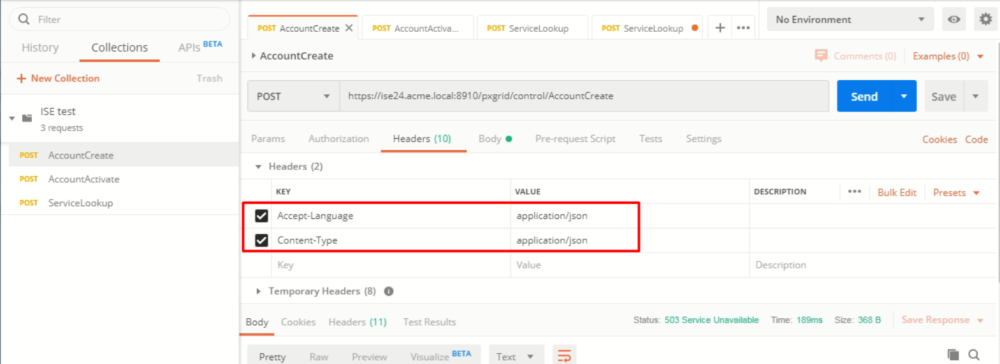 Filter
History Collections APIs BETA
+ New Collection Trash
ISE test
3 requests
POST AccountCreate
POST AccountActivate
POST ServiceLookup
POST AccountCreate POST AccountActiva... POST ServiceLookup POST ServiceLookup
No Environment
AccountCreate
Comments (0) Examples (0)
POST https://ise24.acme.local:8910/pxgrid/control/AccountCreate Send Save
Params Authorization Headers (10) Body Pre-request Script Tests Settings Cookies Code
Headers (2)
KEY VALUE DESCRIPTION ••• Bulk Edit Presets
Accept-Language application/json
Content-Type application/json
Key Value Description
Temporary Headers (8)
Body Cookies Headers (11) Test Results Status: 503 Service Unavailable Time: 189ms Size: 368 B Save Response
Pretty Raw Preview Visualize BETA Text